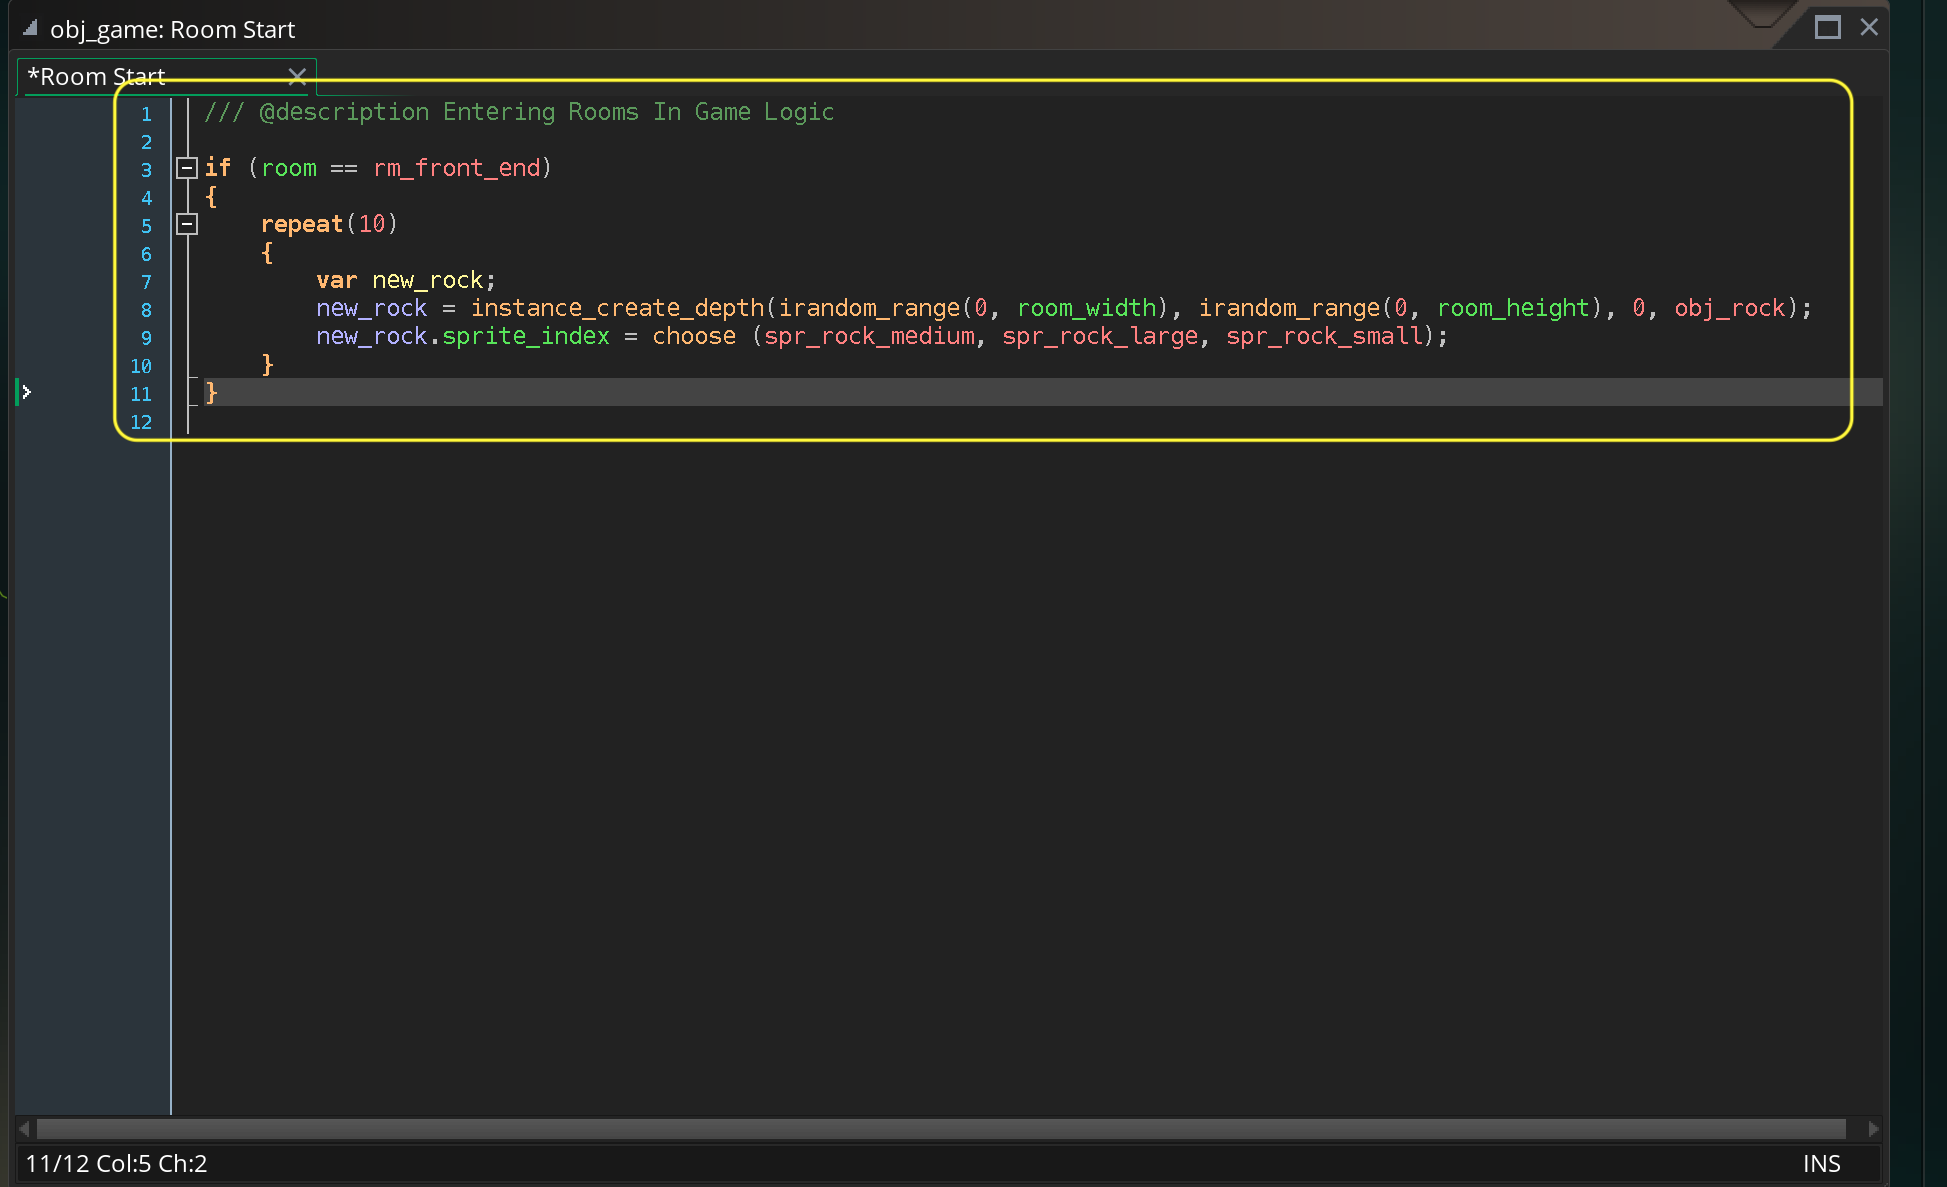 obj_game: Room Start
*Room Start
1 /// @description Entering Rooms In Game Logic
2
3 if (room == rm_front_end)
4 {
5     repeat(10)
6     {
7         var new_rock;
8         new_rock = instance_create_depth(irandom_range(0, room_width), irandom_range(0, room_height), 0, obj_rock);
9         new_rock.sprite_index = choose (spr_rock_medium, spr_rock_large, spr_rock_small);
10     }
11 }
12
11/12 Col:5 Ch:2 INS